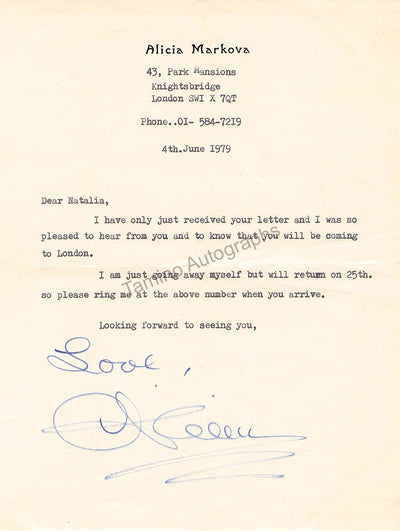 Alicia Markova
43, Park Mansions
Knightsbridge
London SWI X 7QT
Phone..OI- 584-7219
4th.June 1979
Dear Natalia,
I have only just received your letter and I was so
pleased to hear from you and to know that you will be coming
to London.
I am just going away myself but will return on 25th.
so please ring me at the above number when you arrive.
Looking forward to seeing you,
Love,
Alicia
Tamino Autographs